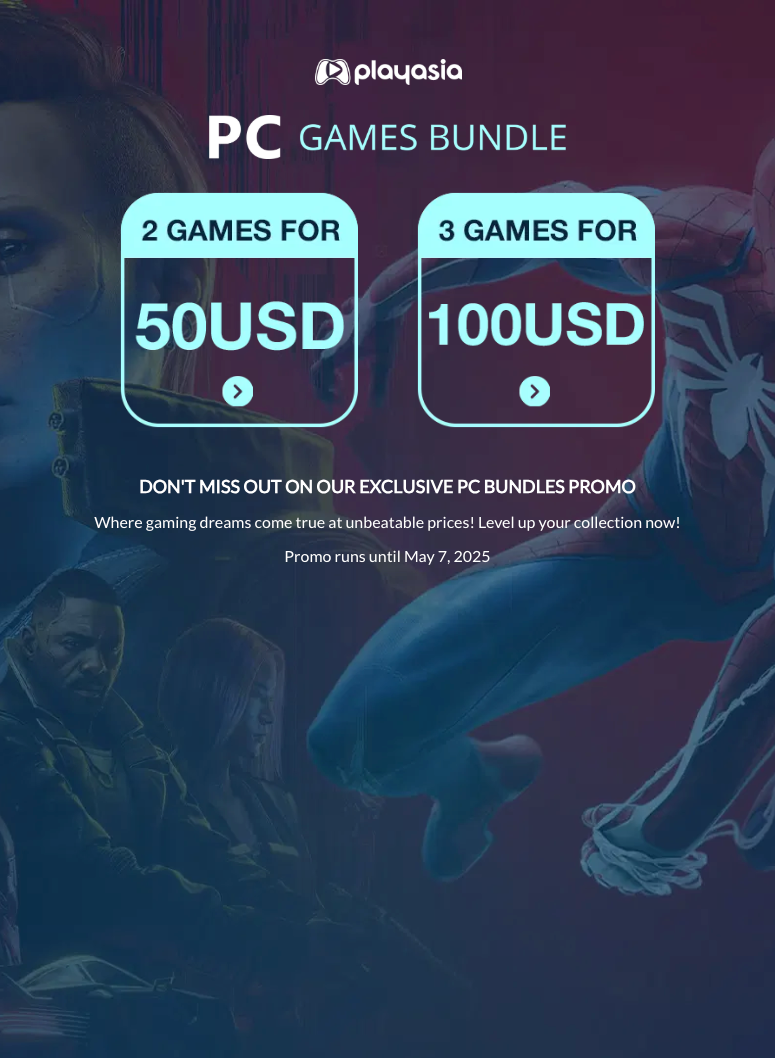 playasia
PC GAMES BUNDLE
2 GAMES FOR
50USD
3 GAMES FOR
100USD
DON'T MISS OUT ON OUR EXCLUSIVE PC BUNDLES PROMO
Where gaming dreams come true at unbeatable prices! Level up your collection now!
Promo runs until May 7, 2025